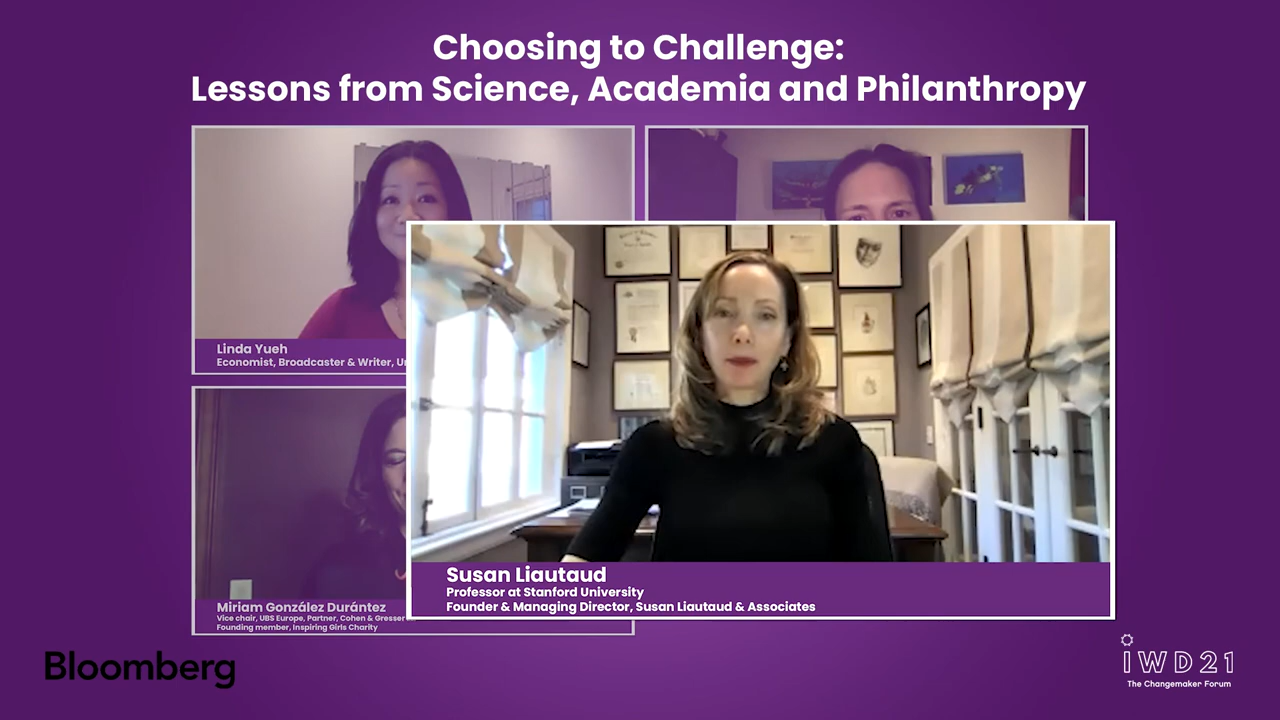 Choosing to Challenge:
Lessons from Science, Academia and Philanthropy
Linda Yueh
Economist, Broadcaster & Writer,
Susan Liautaud
Professor at Stanford University
Founder & Managing Director, Susan Liautaud & Associates
Miriam González Durántez
Vice chair, UBS Europe, Partner, Cohen & Gresser
Founding member, Inspiring Girls Charity
Bloomberg
iWD21
The Changemaker Forum